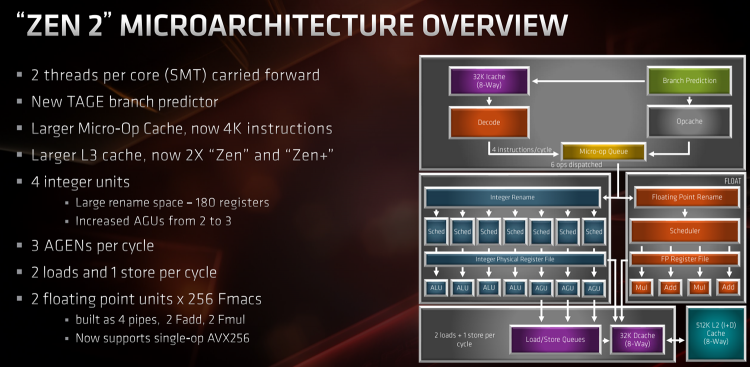 “ZEN 2” MICROARCHITECTURE OVERVIEW
2 threads per core (SMT) carried forward
New TAGE branch predictor
Larger Micro-Op Cache, now 4K instructions
Larger L3 cache, now 2X “Zen” and “Zen+”
4 integer units
Large rename space – 180 registers
Increased AGUs from 2 to 3
3 AGENs per cycle
2 loads and 1 store per cycle
2 floating point units x 256 Fmacs
built as 4 pipes, 2 Fadd, 2 Fmul
Now supports single-op AVX256
32K Icache
(8-Way)
Branch Prediction
Decode
Opcache
4 instructions/cycle
Micro-op Queue
6 ops dispatched
FLOAT
Integer Rename
Floating Point Rename
Sched Sched Sched Sched Sched Sched Sched
Scheduler
Integer Physical Register File
FP Register File
ALU ALU ALU ALU AGU AGU AGU
Mul Add Mul Add
2 loads + 1 store per
cycle
Load/Store Queues
32K Dcache
(8-Way)
512K L2 (I+D)
Cache
(8-Way)